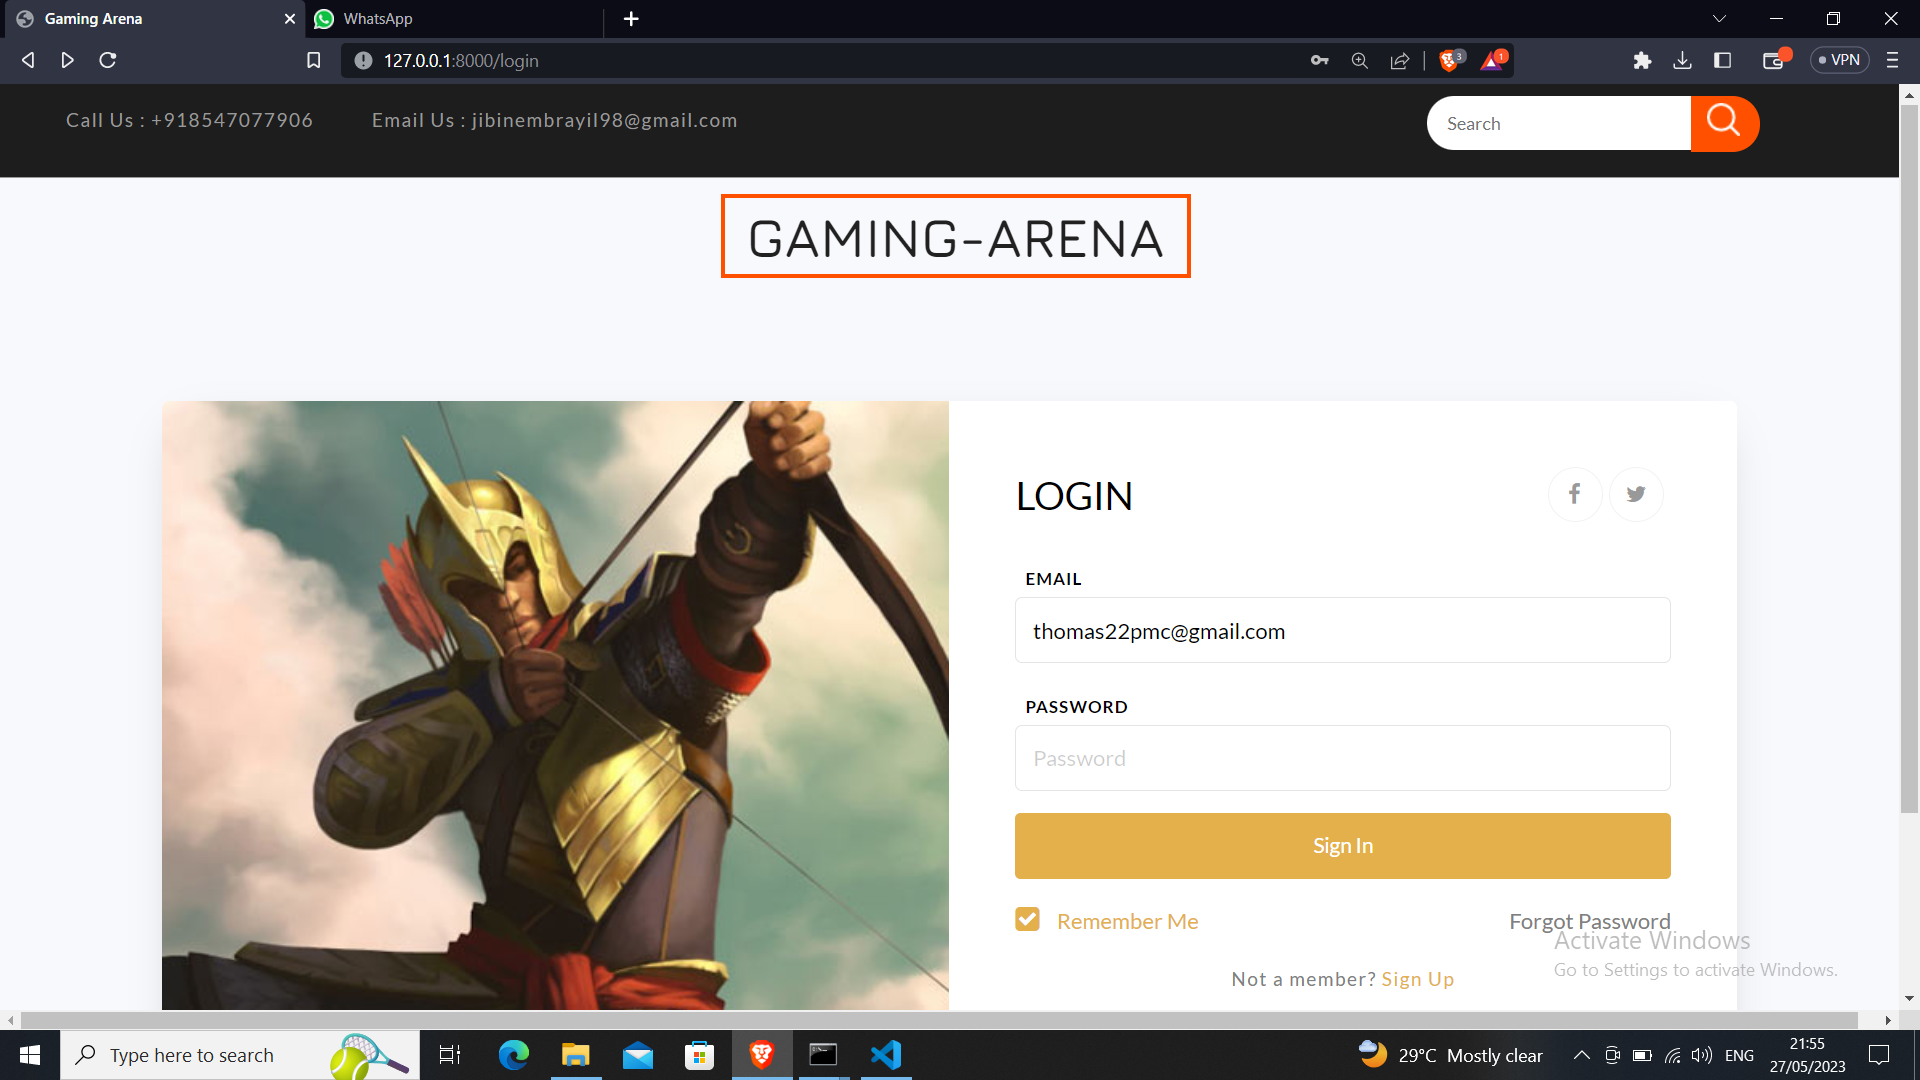 Gaming Arena
WhatsApp
127.0.0.1:8000/login
3
1
VPN
Call Us : +918547077906
Email Us : jibinembrayil98@gmail.com
Search
GAMING-ARENA
LOGIN
EMAIL
thomas22pmc@gmail.com
PASSWORD
Password
Sign In
Remember Me
Forgot Password
Activate Windows
Go to Settings to activate Windows.
Not a member? Sign Up
Type here to search
29°C Mostly clear
ENG
21:55
27/05/2023